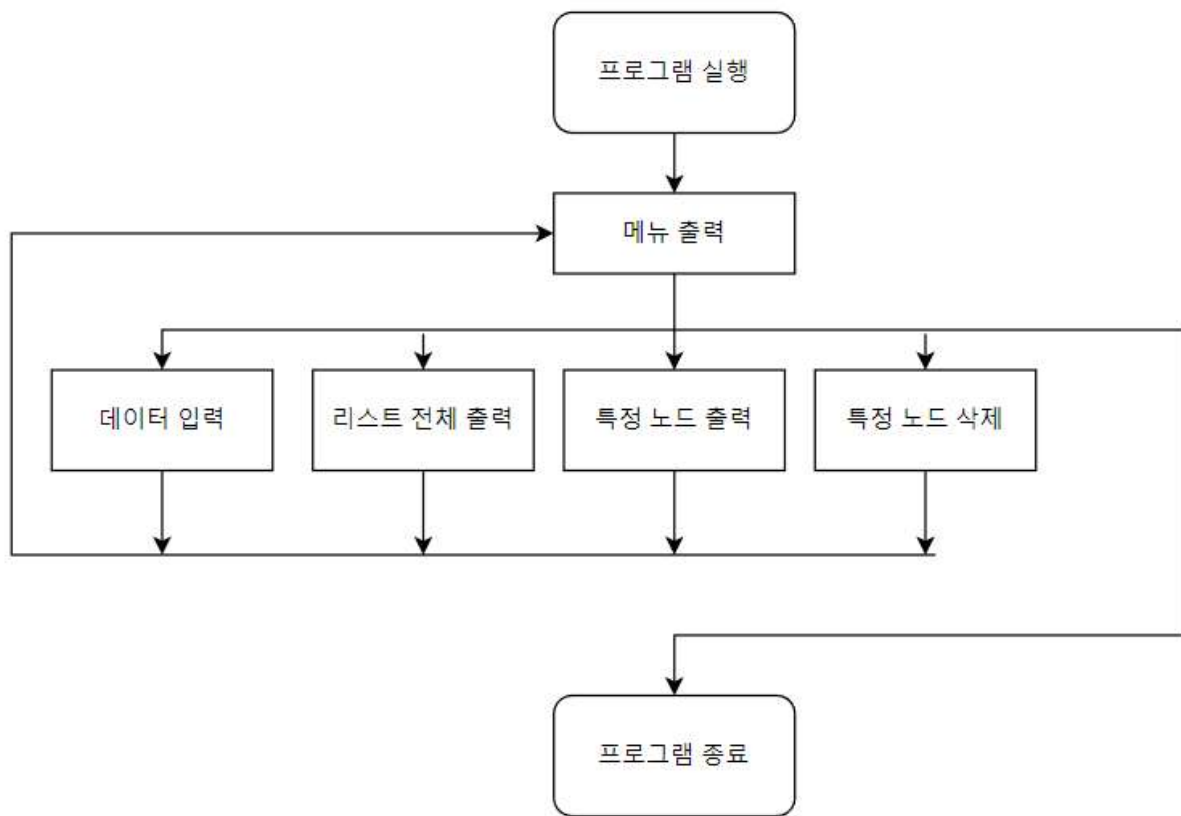 프로그램 실행
메뉴 출력
데이터 입력
리스트 전체 출력
특정 노드 출력
특정 노드 삭제
프로그램 종료